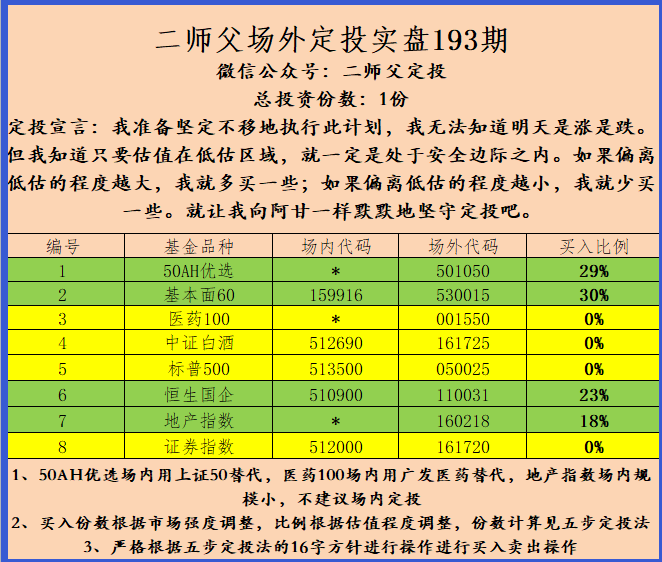 二师父场外定投实盘193期
微信公众号：二师父定投
总投资份数：1份
定投宣言：我准备坚定不移地执行此计划，我无法知道明天是涨是跌。
但我知道只要估值在低估区域，就一定是处于安全边际之内。如果偏离
低估的程度越大，我就多买一些；如果偏离低估的程度越小，我就少买
一些。就让我向阿甘一样默默地坚守定投吧。
编号 基金品种 场内代码 场外代码 买入比例
1 50AH优选 * 501050 29%
2 基本面60 159916 530015 30%
3 医药100 * 001550 0%
4 中证白酒 512690 161725 0%
5 标普500 513500 050025 0%
6 恒生国企 510900 110031 23%
7 地产指数 * 160218 18%
8 证券指数 512000 161720 0%
1、50AH优选场内用上证50替代，医药100场内用广发医药替代，地产指数场内规
模小，不建议场内定投
2、买入份数根据市场强度调整，比例根据估值程度调整，份数计算见五步定投法
3、严格根据五步定投法的16字方针进行操作进行买入卖出操作